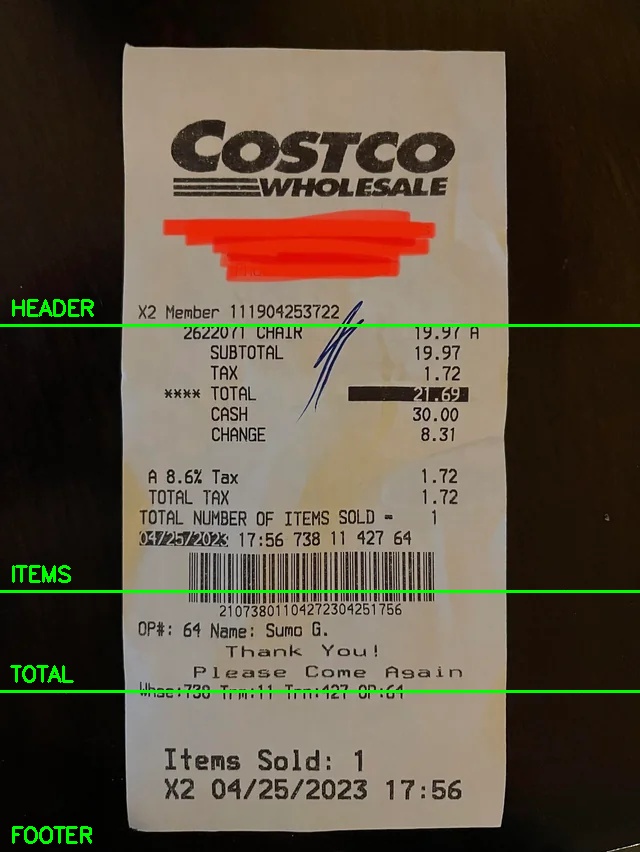 COSTCO
WHOLESALE
HEADER
X2 Member 111904253722
2622071 CHAIR 19.97 A
SUBTOTAL 19.97
TAX 1.72
**** TOTAL 21.69
CASH 30.00
CHANGE 8.31
A 8.6% Tax 1.72
TOTAL TAX 1.72
TOTAL NUMBER OF ITEMS SOLD = 1
04/25/2023 17:56 738 11 427 64
ITEMS
21073801104272304251756
OP#: 64 Name: Sumo G.
Thank You!
Please Come Again
TOTAL
Whse:738 Trm:11 Trn:427 OP:64
Items Sold: 1
X2 04/25/2023 17:56
FOOTER